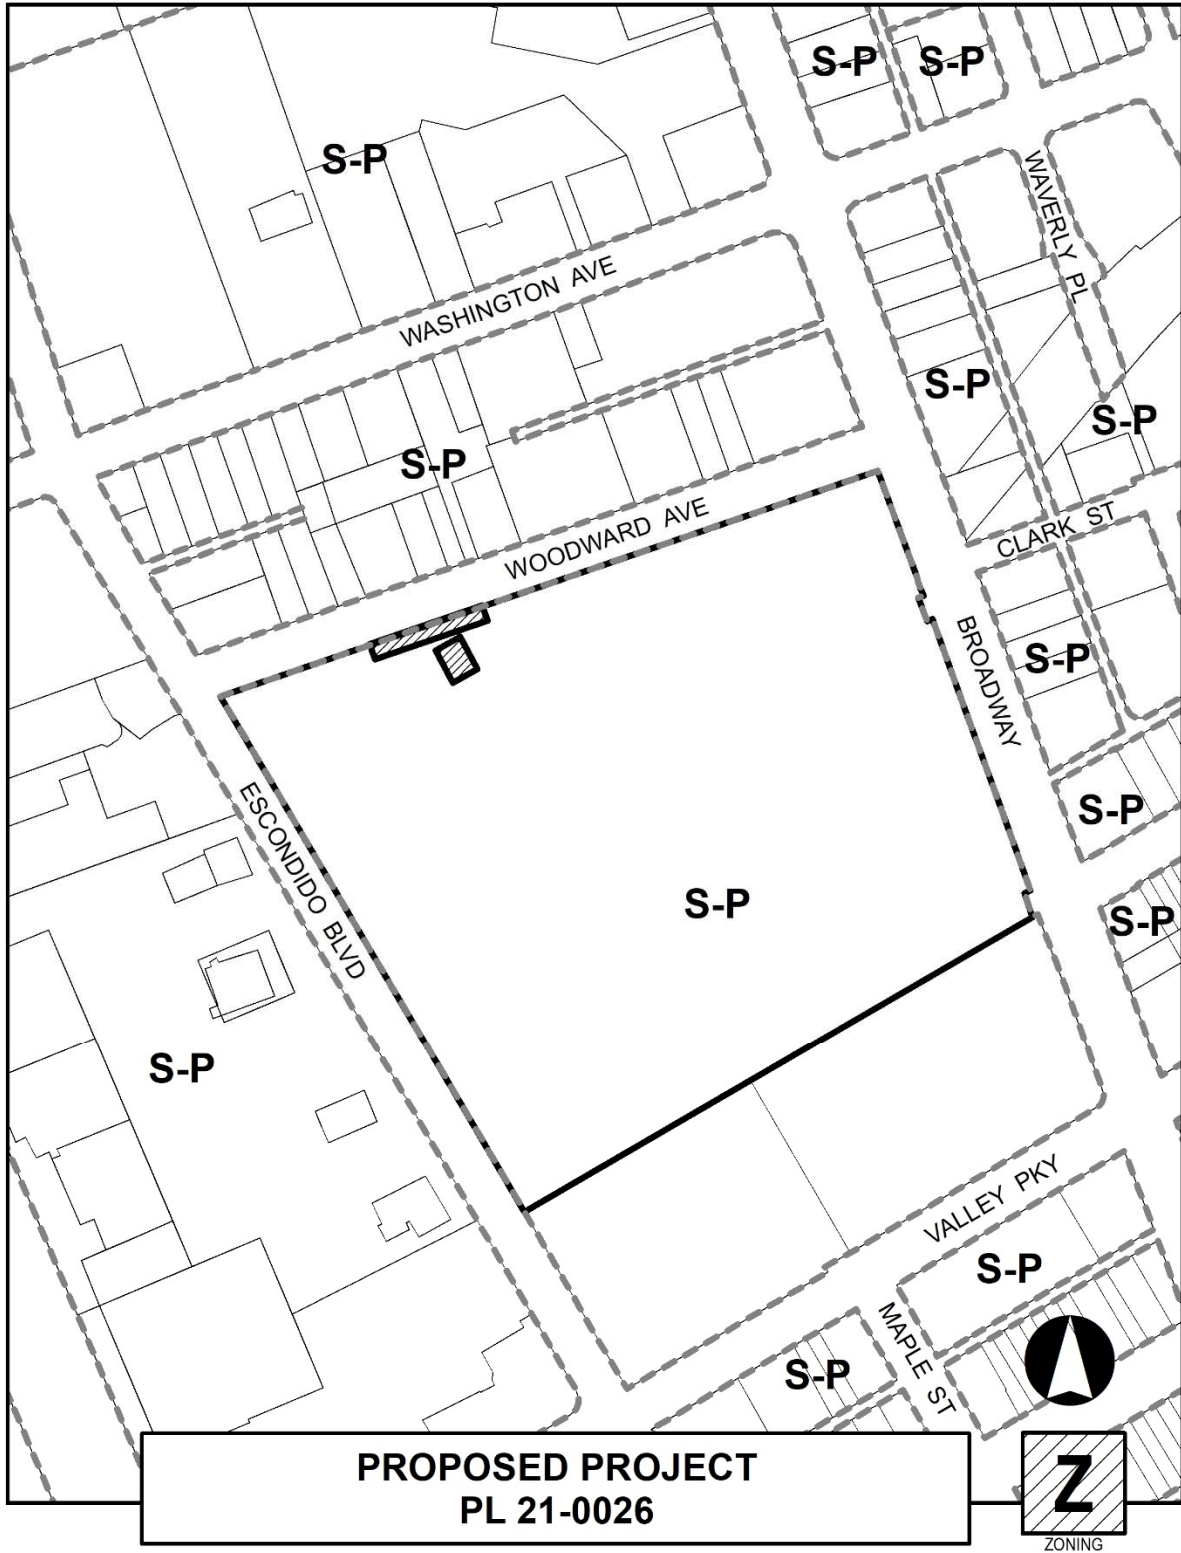 S-P
S-P
S-P
WAVERLY PL
WASHINGTON AVE
S-P
S-P
S-P
WOODWARD AVE
CLARK ST
BROADWAY
S-P
ESCONDIDO BLVD
S-P
S-P
S-P
S-P
VALLEY PKY
S-P
MAPLE ST
S-P
PROPOSED PROJECT
PL 21-0026
Z
ZONING